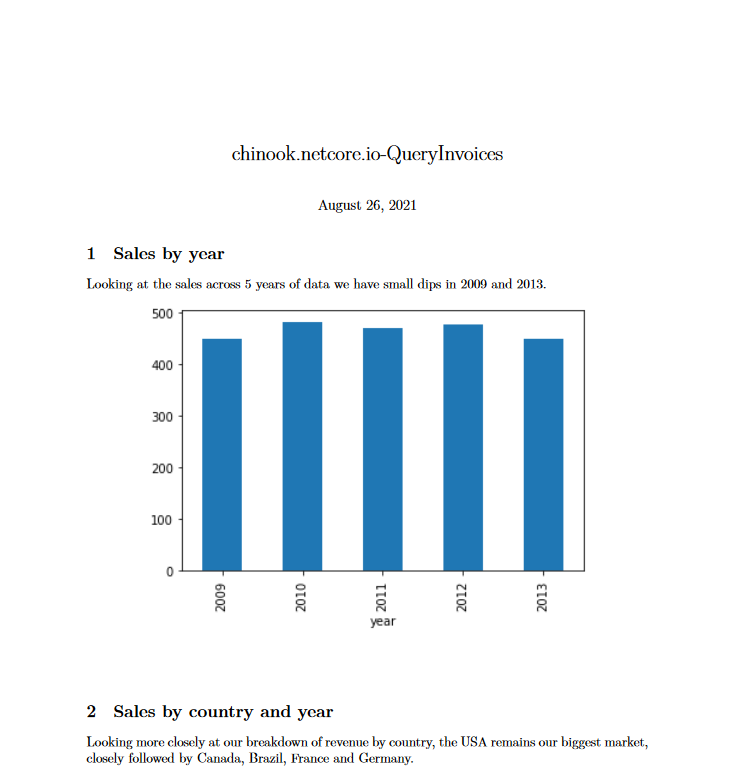 chinook.netcore.io-QueryInvoices
August 26, 2021
1 Sales by year
Looking at the sales across 5 years of data we have small dips in 2009 and 2013.
500
400
300
200
100
0
2009
2010
2011
2012
2013
year
2 Sales by country and year
Looking more closely at our breakdown of revenue by country, the USA remains our biggest market,
closely followed by Canada, Brazil, France and Germany.